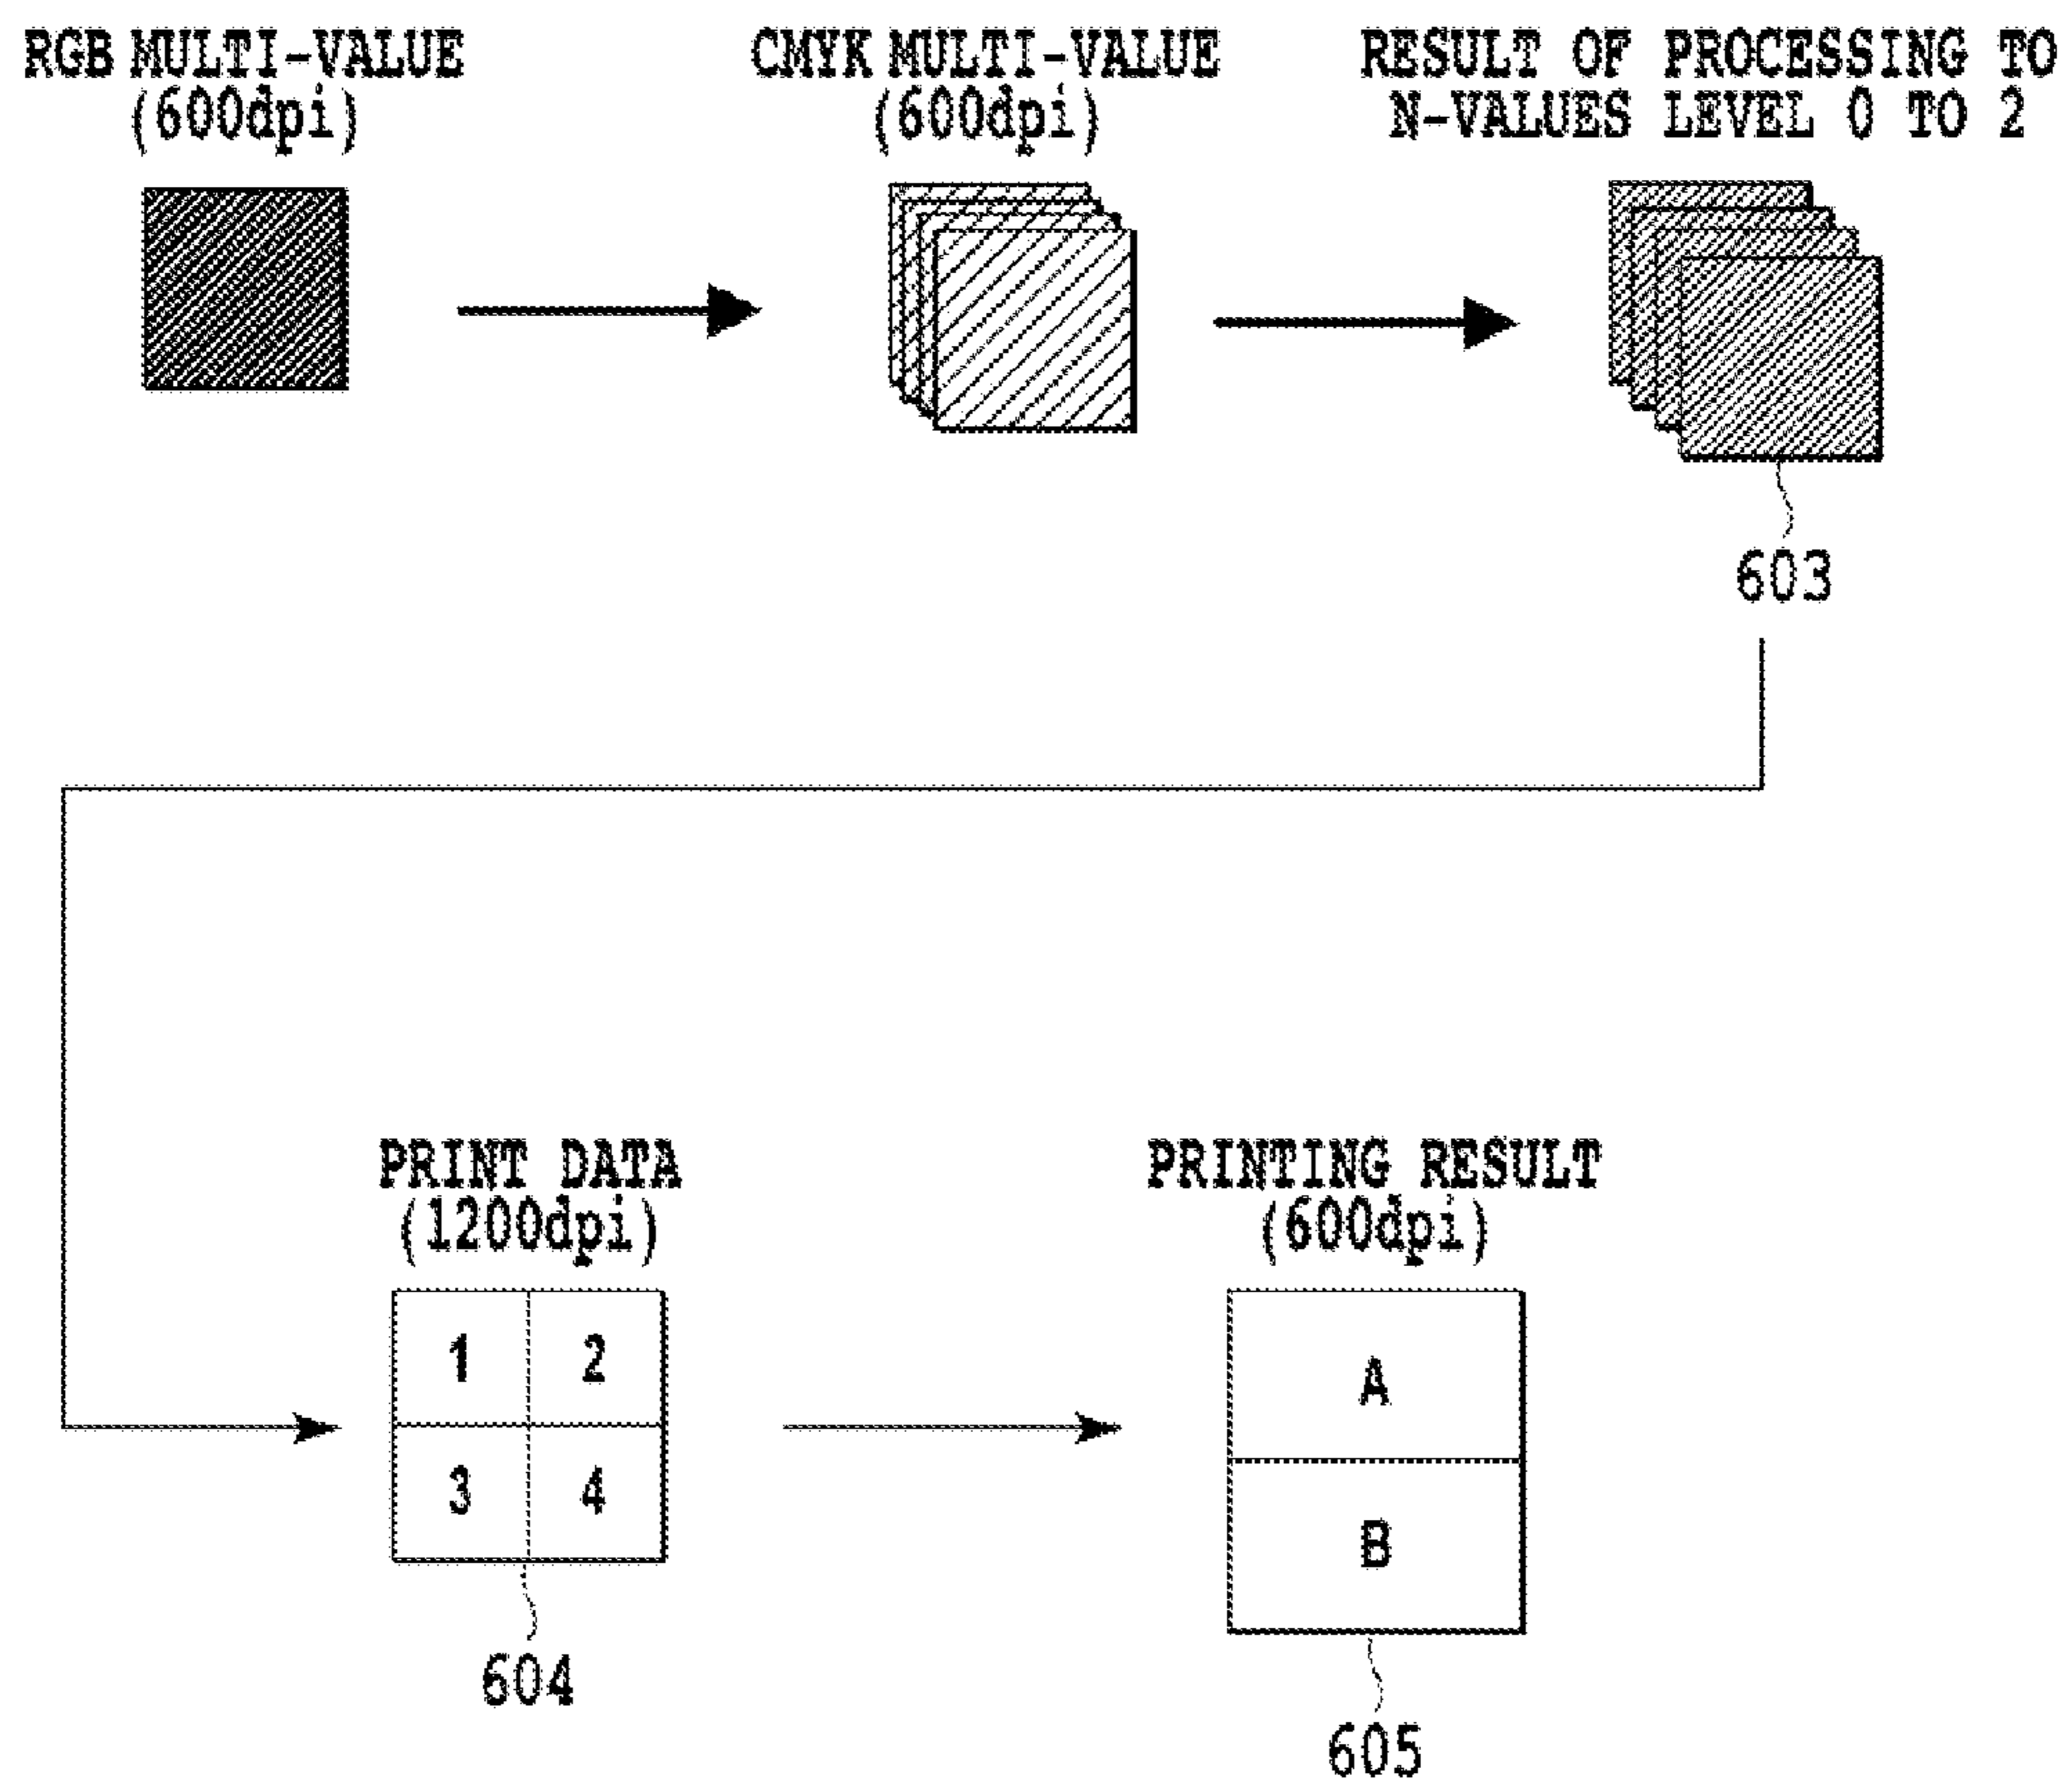 RGB MULTI-VALUE
(600dpi)
CMYK MULTI-VALUE
(600dpi)
RESULT OF PROCESSING TO
N-VALUES LEVEL 0 TO 2
603
PRINT DATA
(1200dpi)
1 2
3 4
604
PRINTING RESULT
(600dpi)
A
B
605